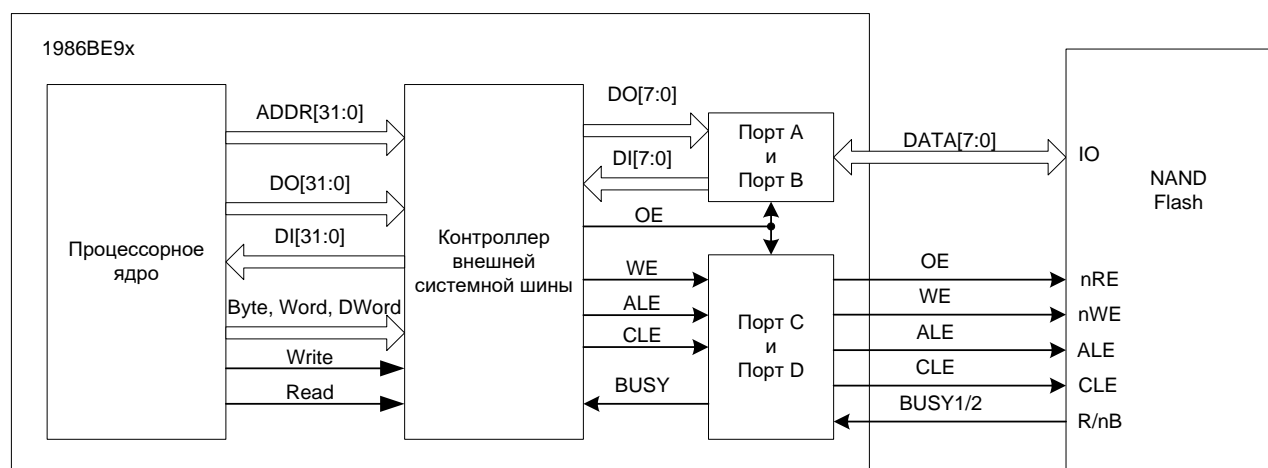 1986ВЕ9х
Процессорное
ядро
ADDR[31:0]
DO[31:0]
DI[31:0]
Byte, Word, DWord
Write
Read
Контроллер
внешней
системной шины
DO[7:0]
DI[7:0]
OE
WE
ALE
CLE
BUSY
Порт А
и
Порт В
Порт С
и
Порт D
DATA[7:0]
OE
WE
ALE
CLE
BUSY1/2
IO
NAND
Flash
nRE
nWE
ALE
CLE
R/nB